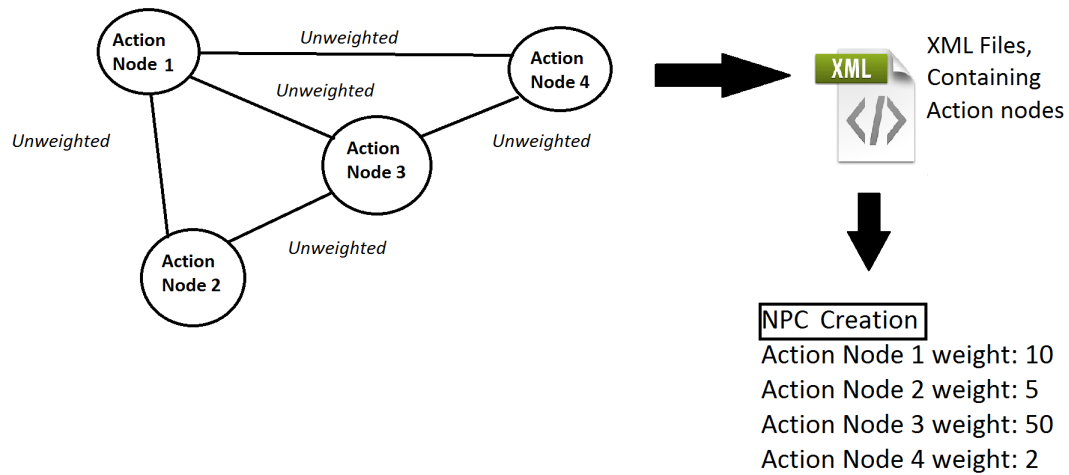 Action
Node 1
Unweighted
Action
Node 4
Unweighted
Unweighted
Action
Node 3
Unweighted
Unweighted
Action
Node 2
XML
</>
XML Files,
Containing
Action nodes
NPC Creation
Action Node 1 weight: 10
Action Node 2 weight: 5
Action Node 3 weight: 50
Action Node 4 weight: 2